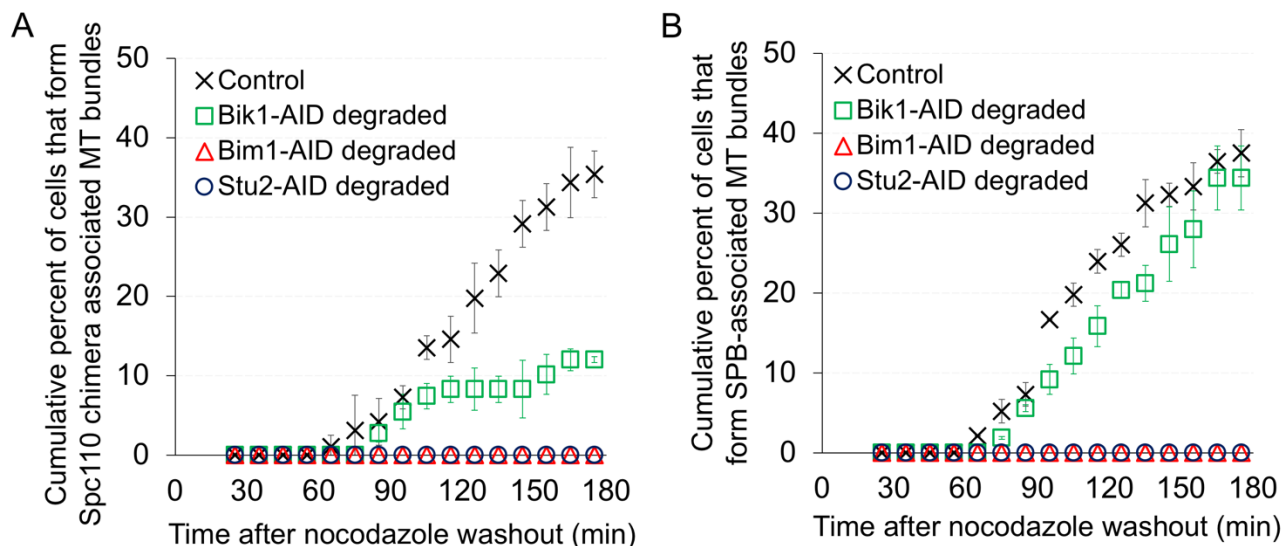 A
Cumulative percent of cells that form
Spc110 chimera associated MT bundles
50
40
30
20
10
0
Control
Bik1-AID degraded
Bim1-AID degraded
Stu2-AID degraded
0 30 60 90 120 150 180
Time after nocodazole washout (min)
B
Cumulative percent of cells that
form SPB-associated MT bundles
50
40
30
20
10
0
Control
Bik1-AID degraded
Bim1-AID degraded
Stu2-AID degraded
0 30 60 90 120 150 180
Time after nocodazole washout (min)